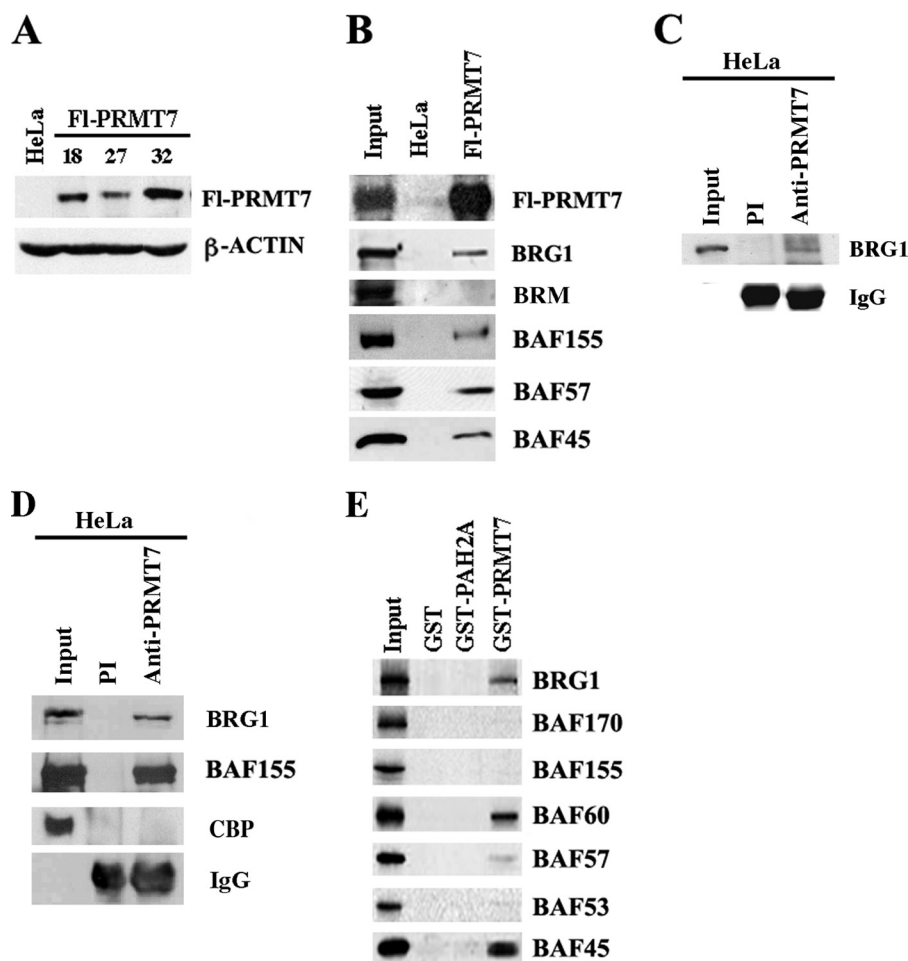 A
HeLa
Fl-PRMT7
18 27 32
Fl-PRMT7
β-ACTIN
B
Input HeLa Fl-PRMT7
Fl-PRMT7
BRG1
BRM
BAF155
BAF57
BAF45
C
HeLa
Input PI Anti-PRMT7
BRG1
IgG
D
HeLa
Input PI Anti-PRMT7
BRG1
BAF155
CBP
IgG
E
Input GST GST-PAH2A GST-PRMT7
BRG1
BAF170
BAF155
BAF60
BAF57
BAF53
BAF45